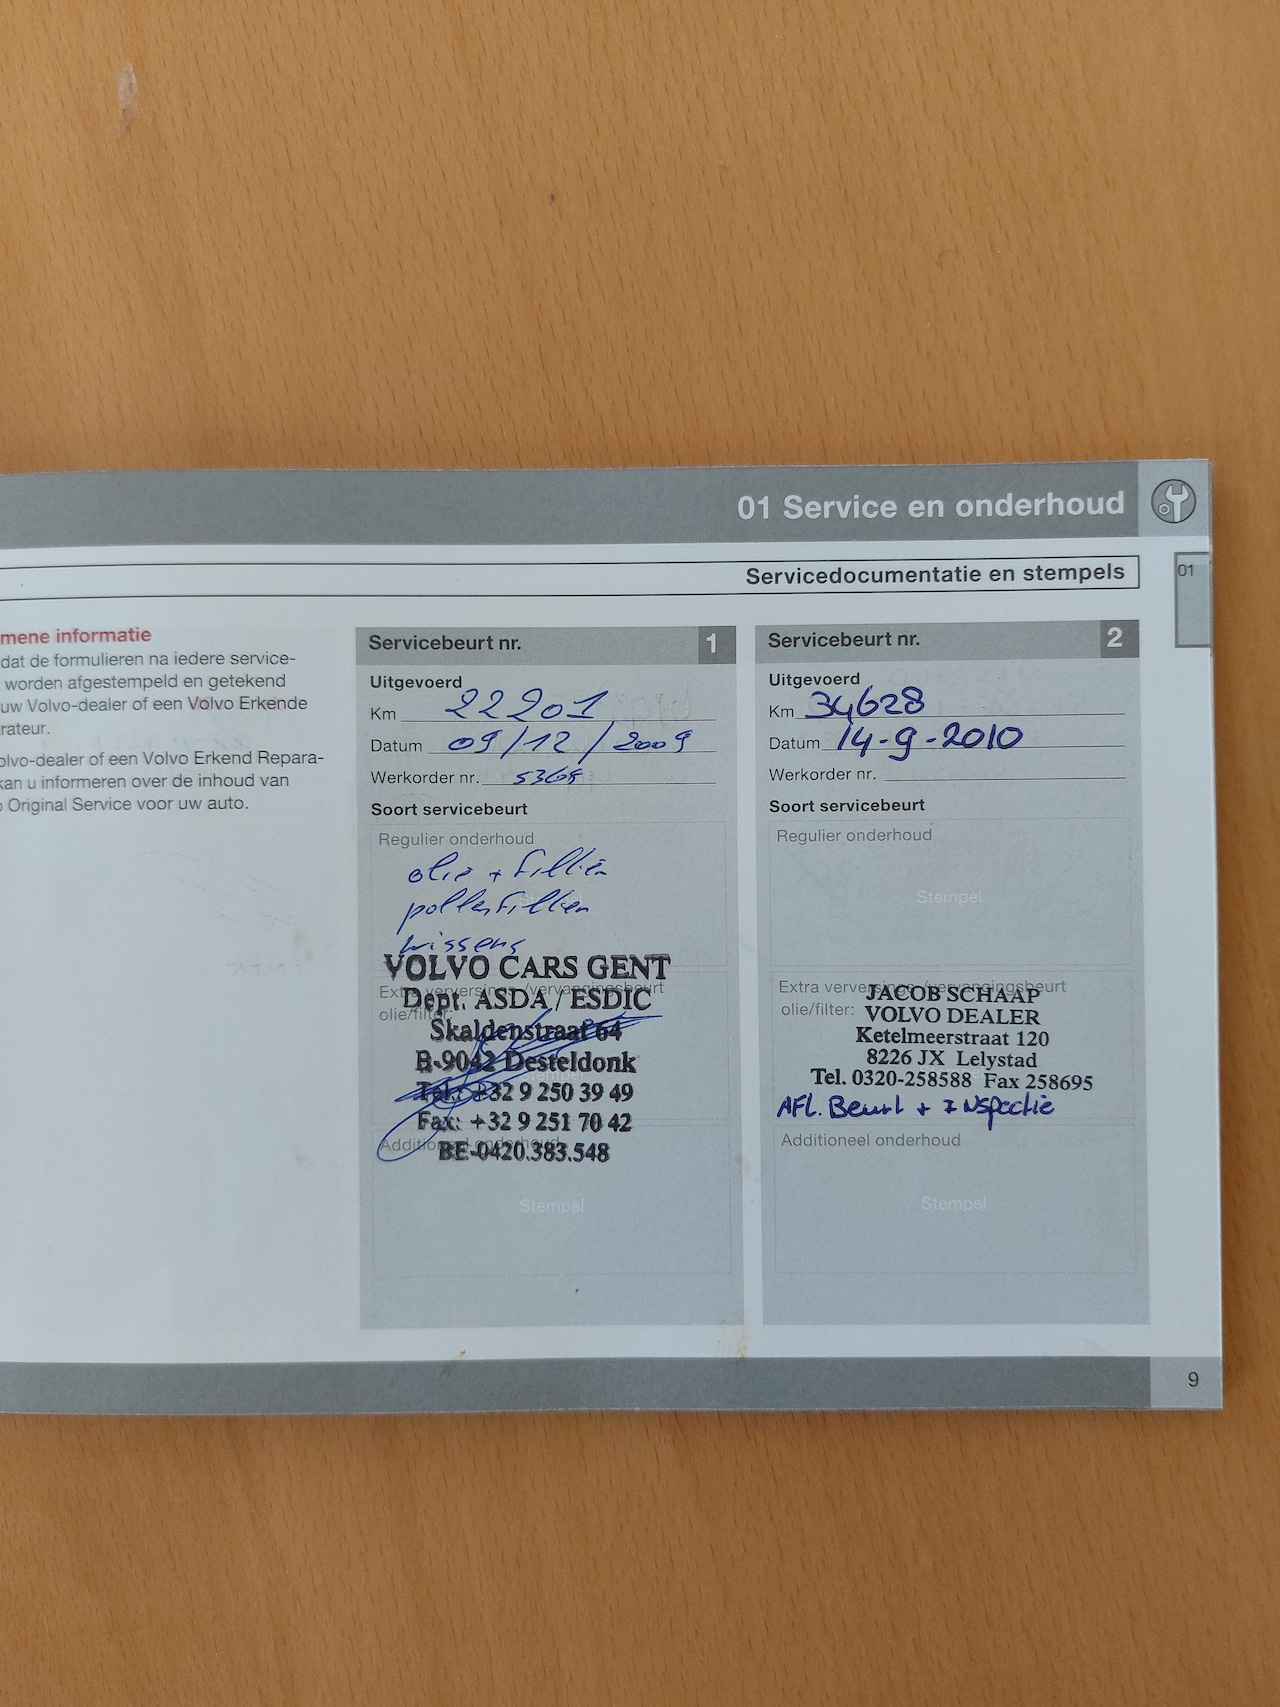 01 Service en onderhoud
01
Servicedocumentatie en stempels
mene informatie
dat de formulieren na iedere service-
worden afgestempeld en getekend
uw Volvo-dealer of een Volvo Erkende
rateur.
olvo-dealer of een Volvo Erkend Repara-
kan u informeren over de inhoud van
Original Service voor uw auto.
Servicebeurt nr. 1
Uitgevoerd
Km 22201
Datum 09/12/2009
Werkorder nr.
Soort servicebeurt
Regulier onderhoud
olie +
wissers
VOLVO CARS GENT
Extra verversings-/vervangingsbeurt
Dept. ASDA / ESDIC
olie/filter:
Skaldenstraat 64
B-9042 Desteldonk
Tel.: +32 9 250 39 49
Fax: +32 9 251 70 42
Additioneel onderhoud
BE-0420.383.548
Stempel
Servicebeurt nr. 2
Uitgevoerd
Km 34628
Datum 14-9-2010
Werkorder nr.
Soort servicebeurt
Regulier onderhoud
Stempel
Extra verversings-/vervangingsbeurt
JACOB SCHAAP
olie/filter: VOLVO DEALER
Ketelmeerstraat 120
8226 JX Lelystad
Tel. 0320-258588 Fax 258695
AFL. Beurt + INspectie
Additioneel onderhoud
Stempel
9